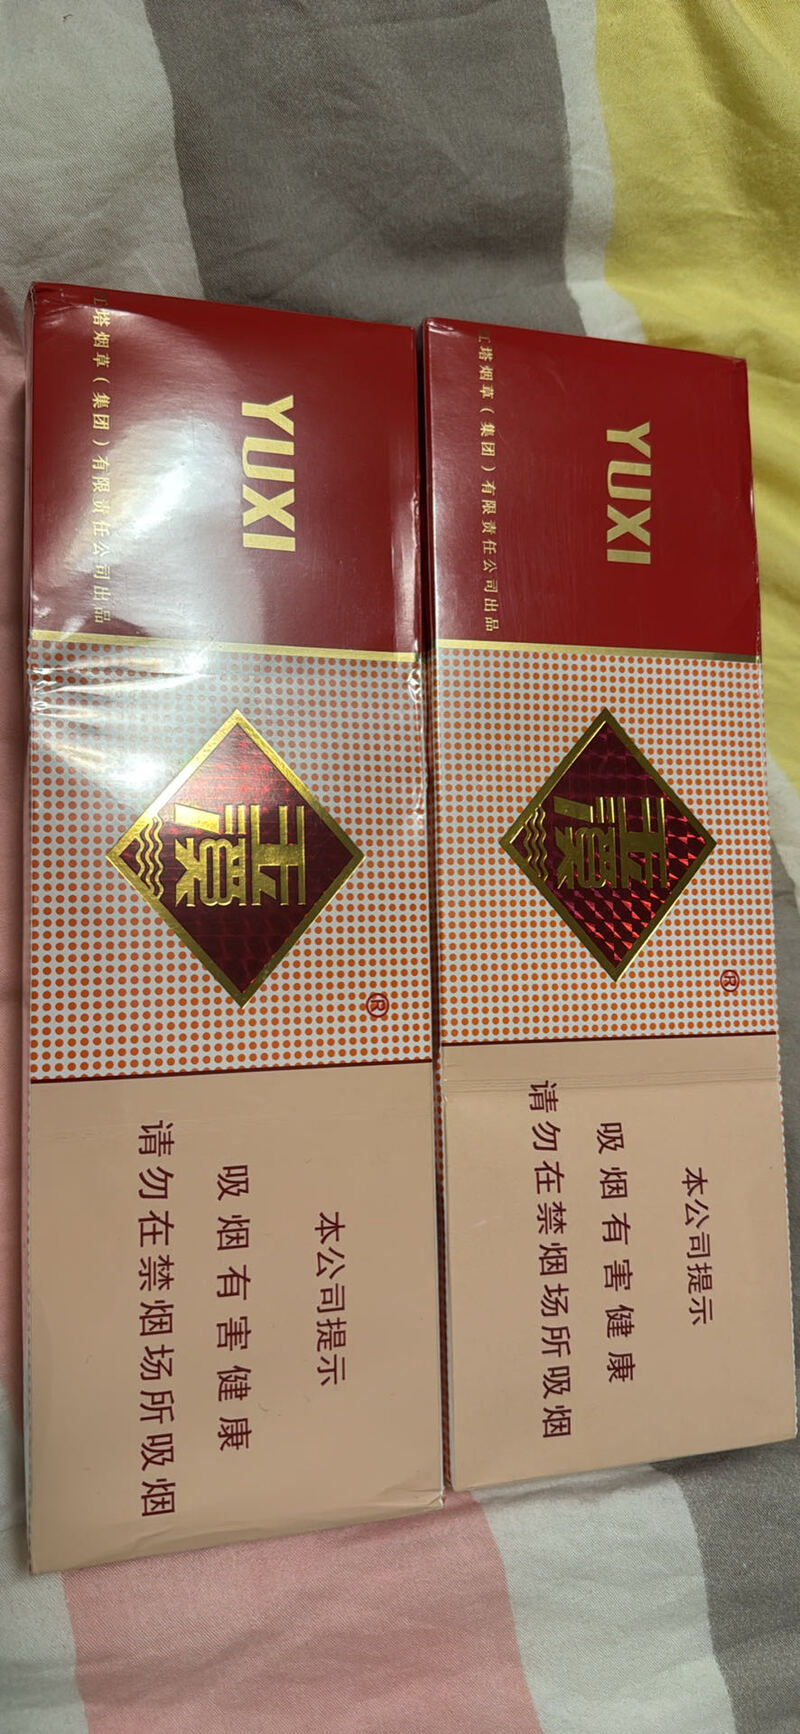 YUXI
塔烟草（集团）有限责任公司出品
玉溪
®
本公司提示
吸烟有害健康
请勿在禁烟场所吸烟
YUXI
塔烟草（集团）有限责任公司出品
玉溪
®
本公司提示
吸烟有害健康
请勿在禁烟场所吸烟